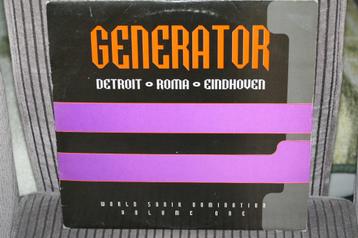 GENERATOR
DETROIT • ROMA • EINDHOVEN
WORLD SONIK DOMINATION
VOLUME ONE